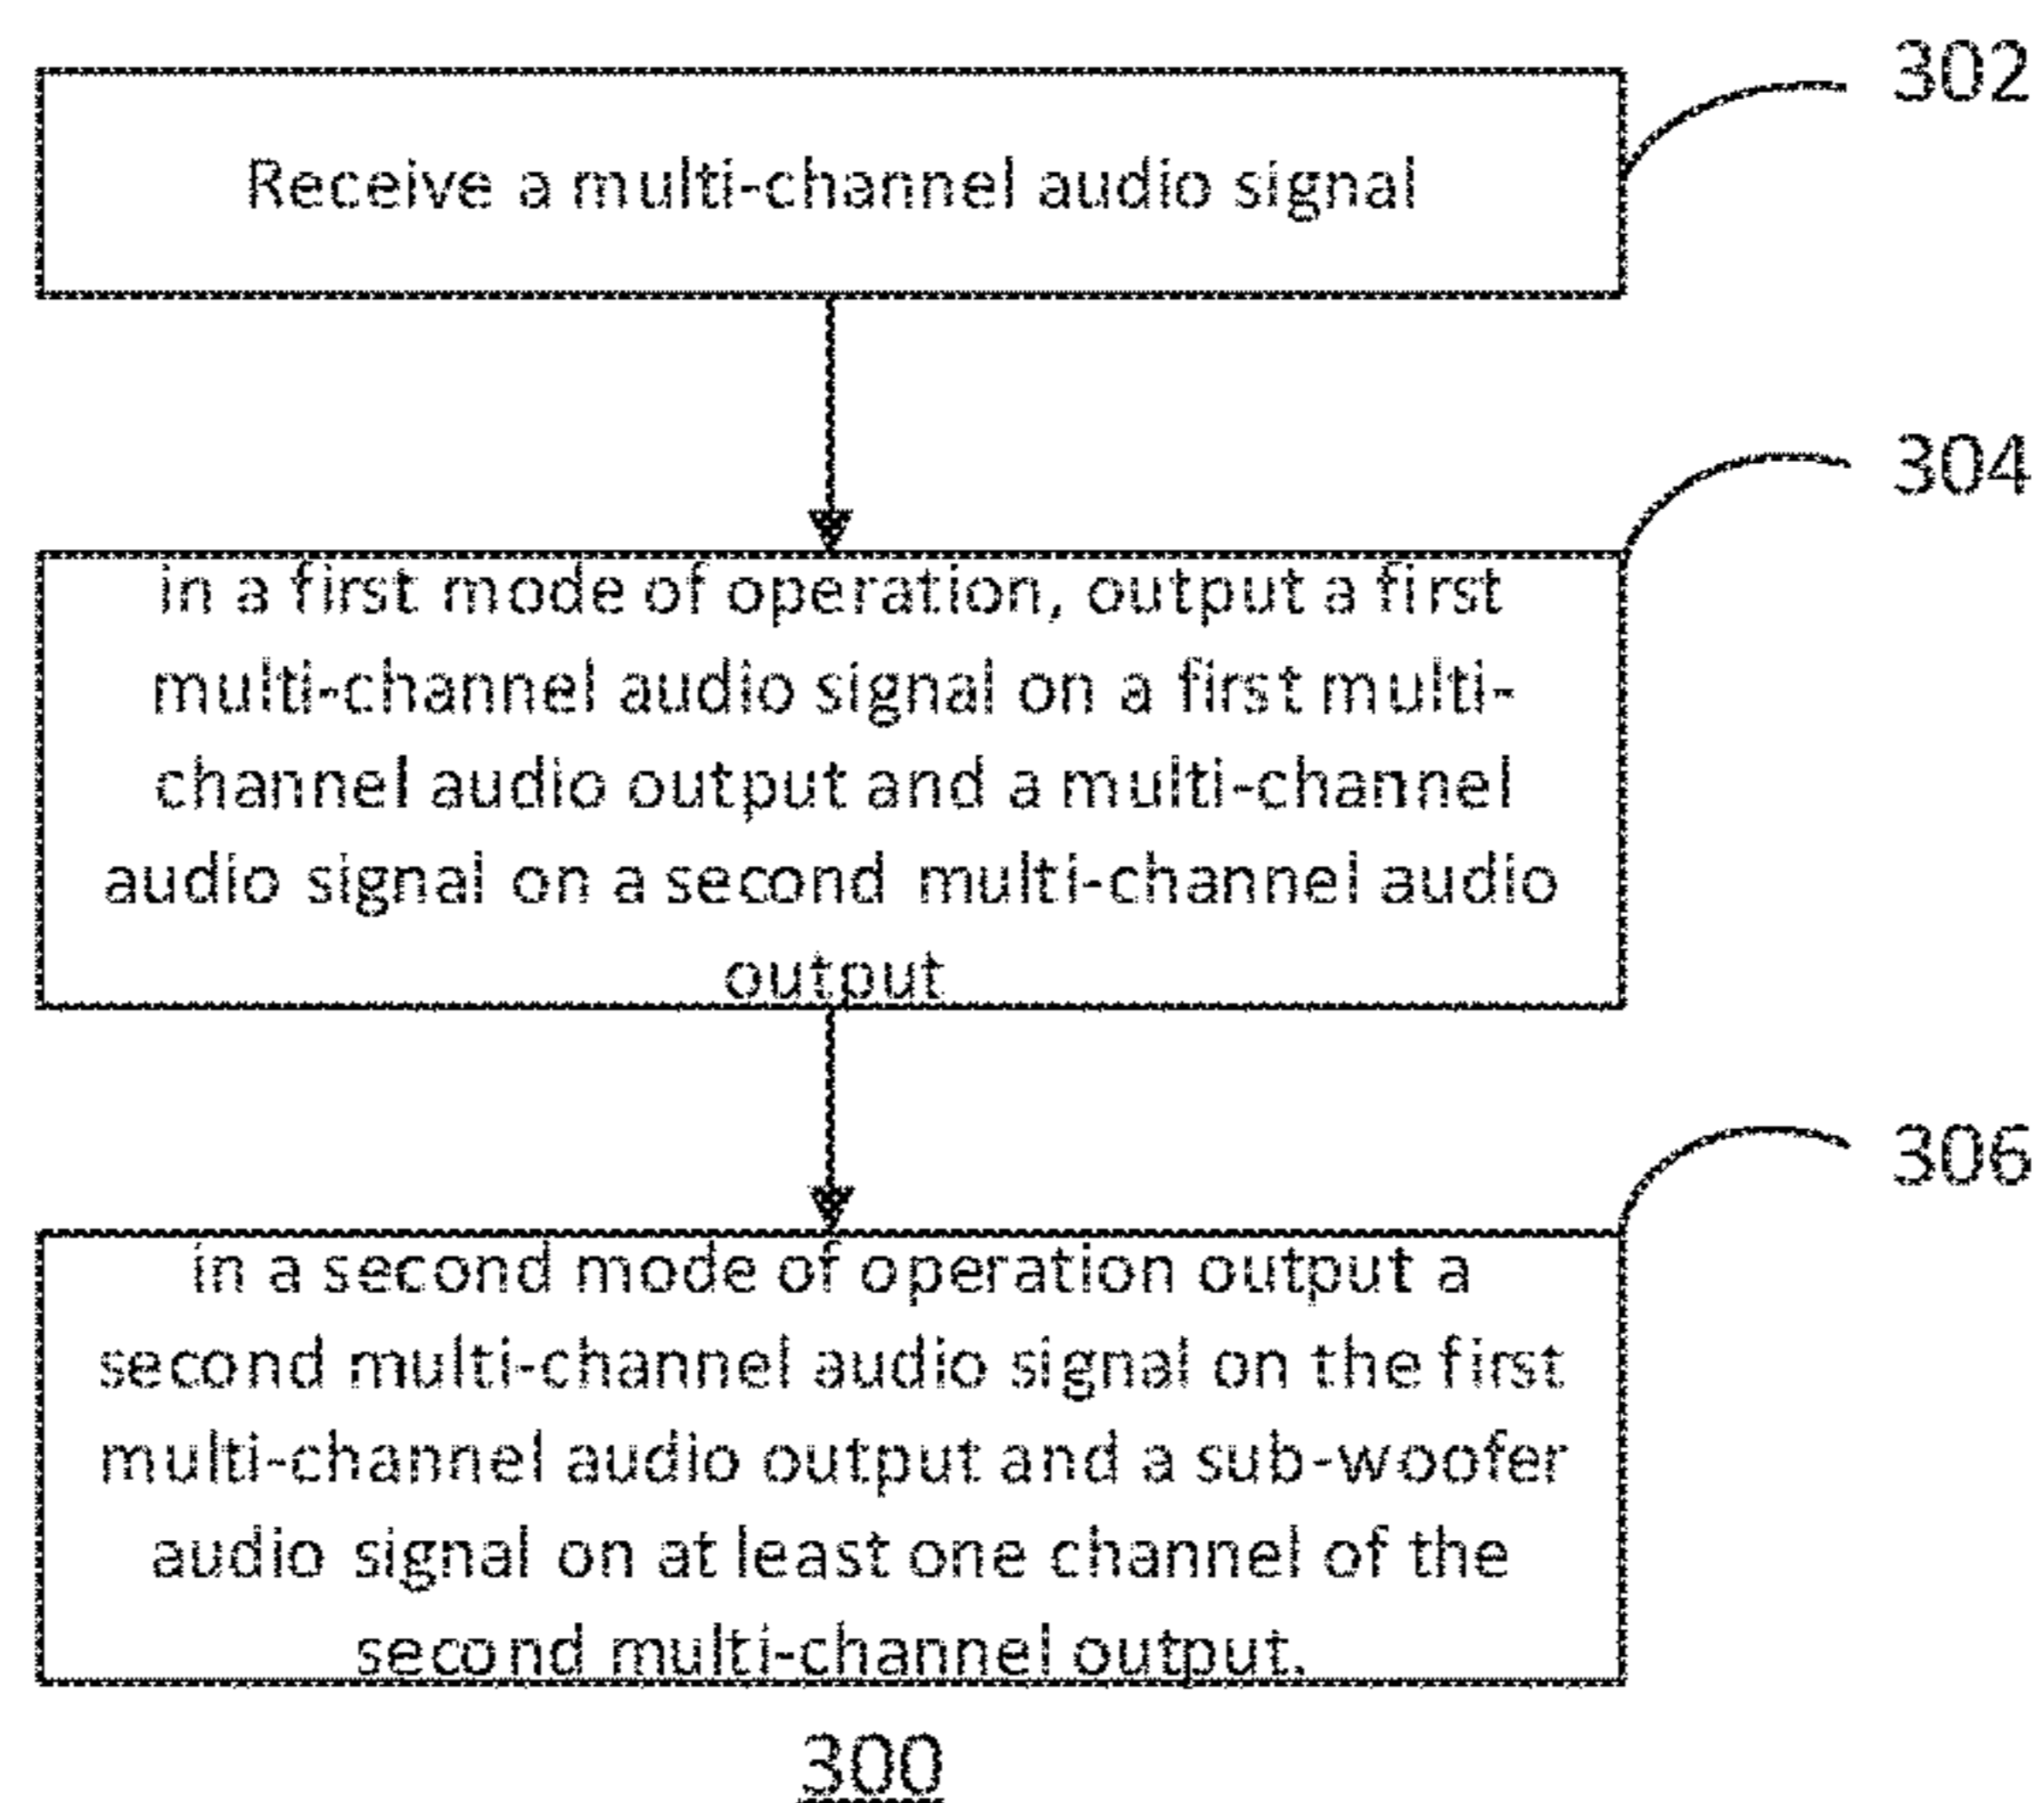 302
Receive a multi-channel audio signal
304
in a first mode of operation, output a first
multi-channel audio signal on a first multi-
channel audio output and a multi-channel
audio signal on a second multi-channel audio
output
306
in a second mode of operation output a
second multi-channel audio signal on the first
multi-channel audio output and a sub-woofer
audio signal on at least one channel of the
second multi-channel output.
300